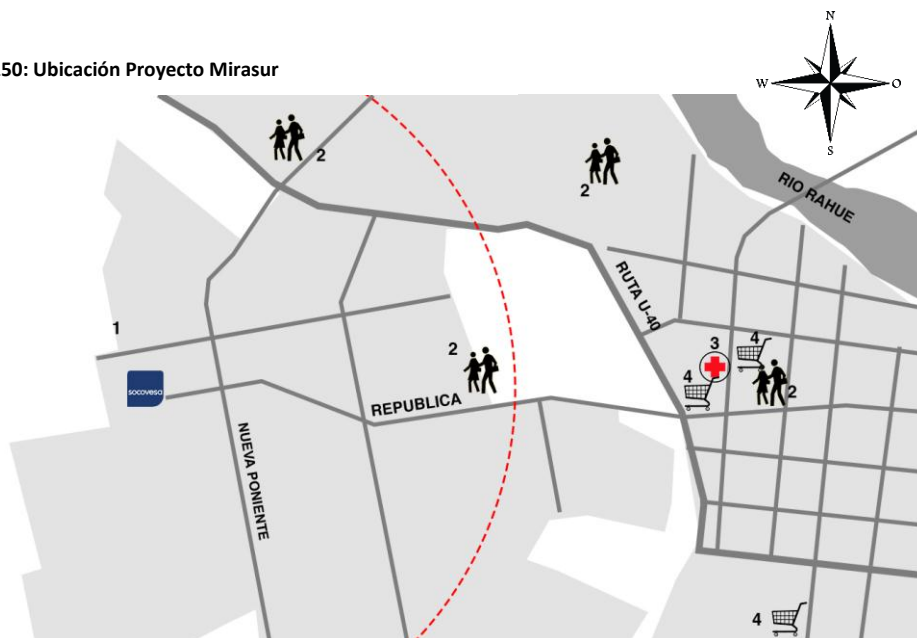 N
50: Ubicación Proyecto Mirasur
W
O
S
2
2
RIO RAHUE
RUTA U-40
1
3
4
2
4
socovesa
2
REPUBLICA
NUEVA PONIENTE
4